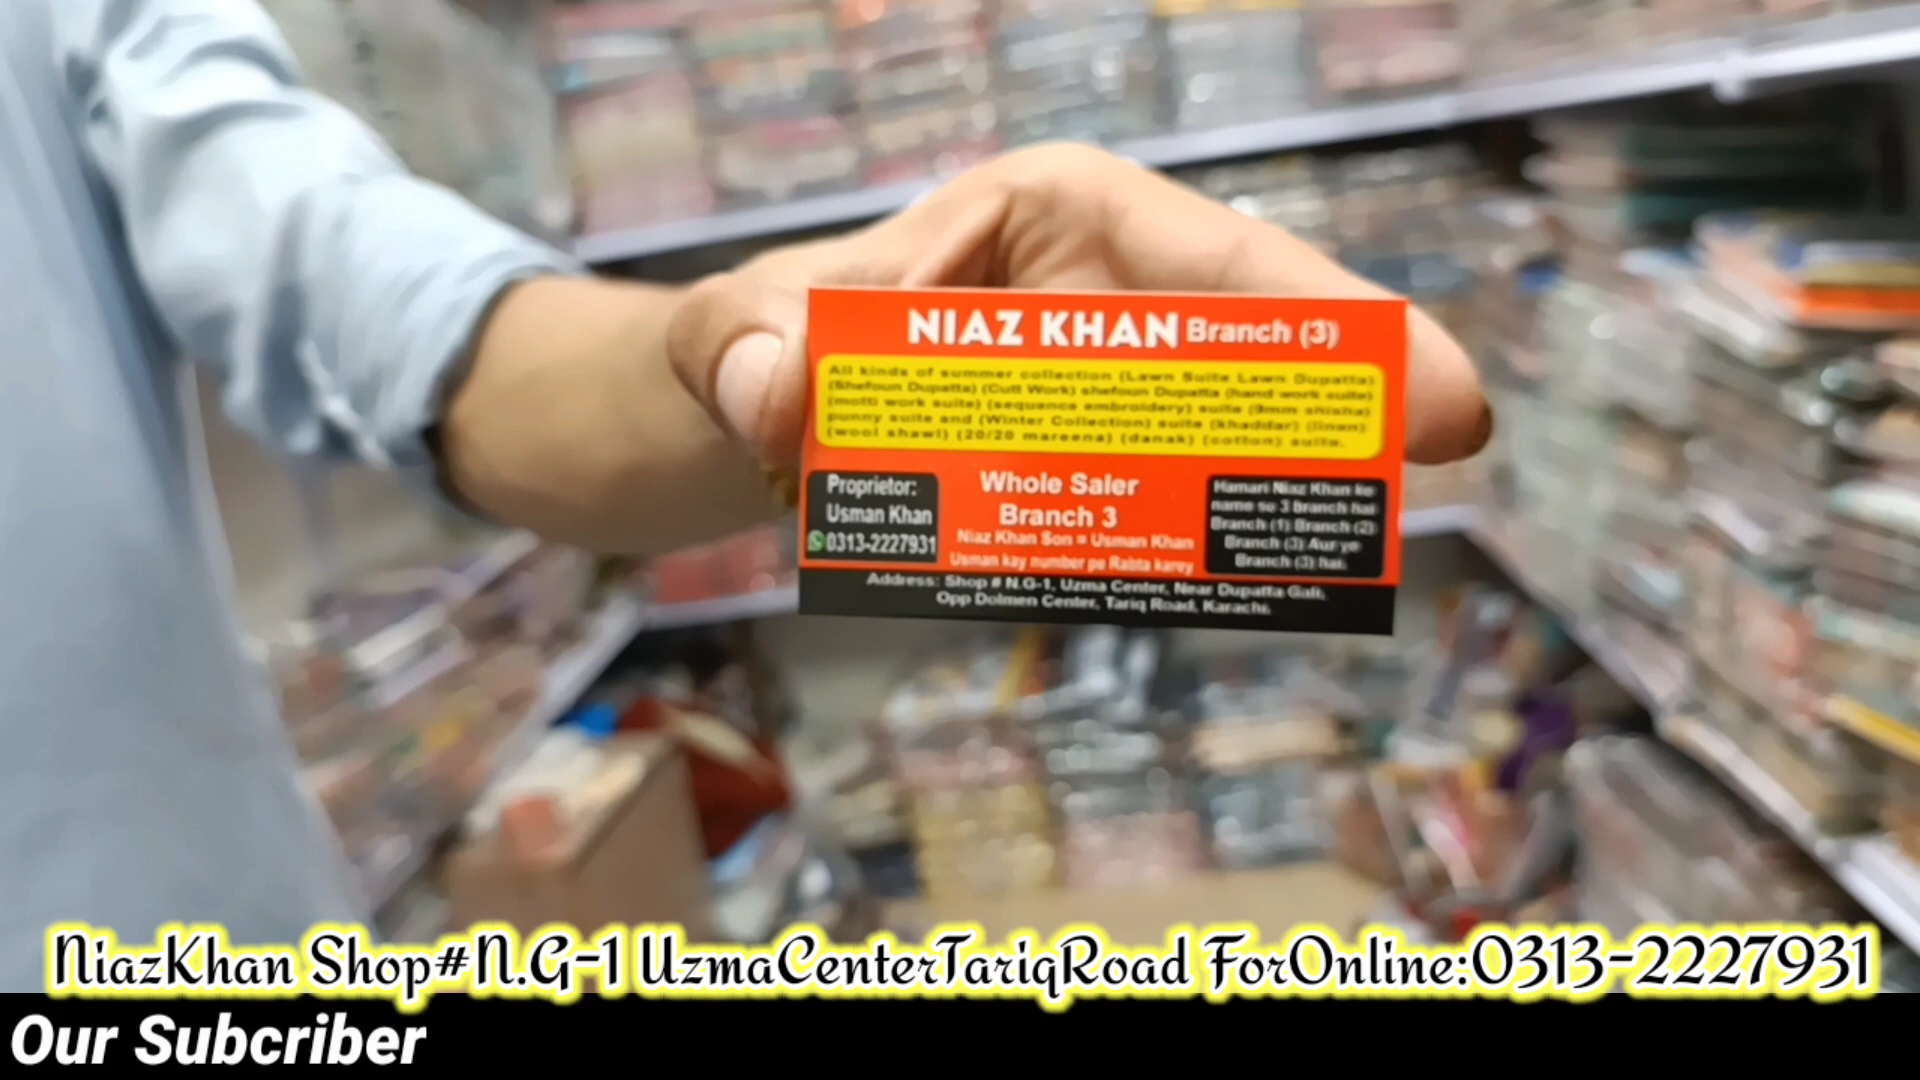 NIAZ KHAN Branch (3)
All kinds of summer collection (Lawn Suite Lawn Dupatta)
(Shefoun Dupatta) (Cutt Work) shefoun Dupatta (hand work suite)
(motti work suite) (sequence embroidery) suite (9mm shisha)
punny suite and (Winter Collection) suite (khaddar) (linen)
(wool shawl) (20/20 mareena) (danak) (cotton) suite.
Proprietor:
Usman Khan
0313-2227931
Whole Saler
Branch 3
Niaz Khan Son = Usman Khan
Usman kay number pe Rabta karey
Hamari Niaz Khan ke
name se 3 branch hai
Branch (1) Branch (2)
Branch (3) Aur ye
Branch (3) hai.
Address: Shop # N.G-1, Uzma Center, Near Dupatta Gali,
Opp Dolmen Center, Tariq Road, Karachi.
NiazKhan Shop#N.G-1 UzmaCenterTariqRoad ForOnline:0313-2227931
Our Subcriber